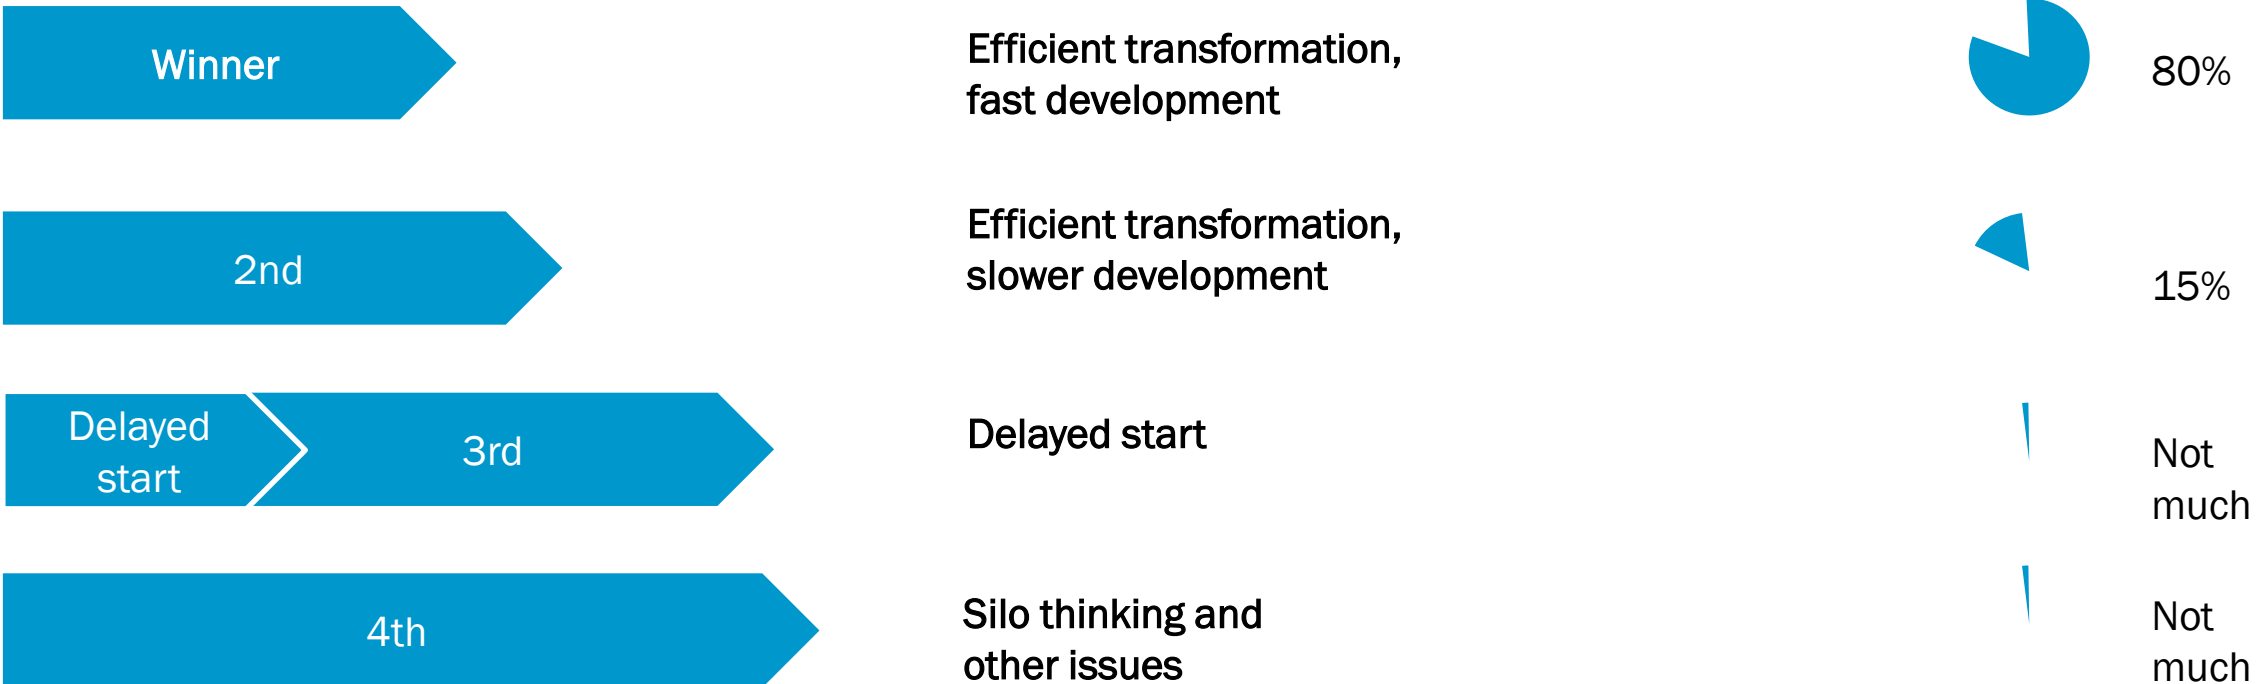 Winner
Efficient transformation,
fast development
80%
2nd
Efficient transformation,
slower development
15%
Delayed
start
3rd
Delayed start
Not
much
4th
Silo thinking and
other issues
Not
much